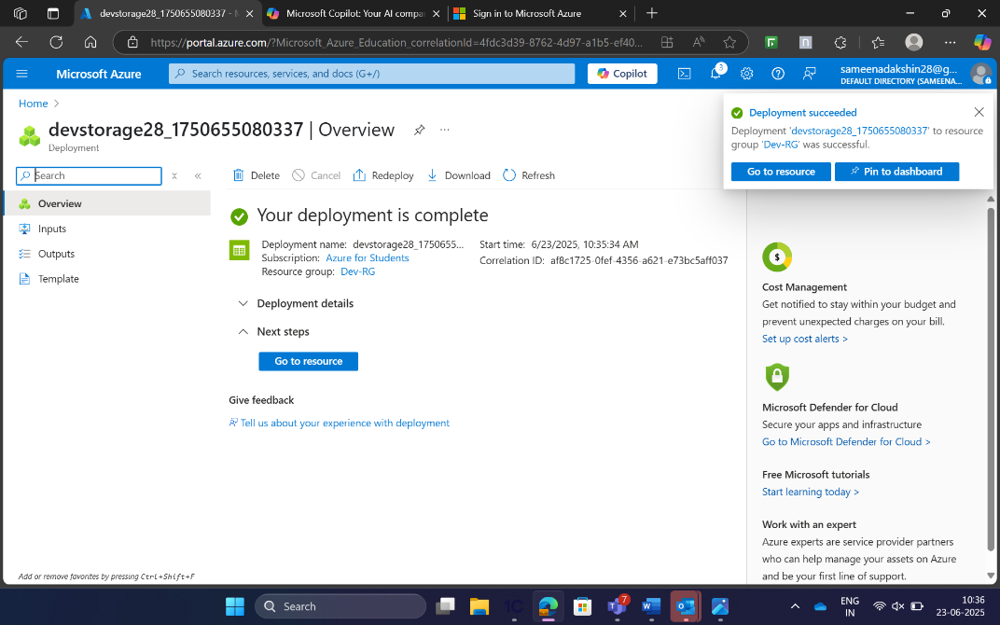 devstorage28_1750655080337 - M
Microsoft Copilot: Your AI compa
Sign in to Microsoft Azure
https://portal.azure.com/?Microsoft_Azure_Education_correlationId=4fdc3d39-8762-4d97-a1b5-ef40...
Microsoft Azure
Search resources, services, and docs (G+/)
Copilot
3
sameenadakshin28@g...
DEFAULT DIRECTORY (SAMEENA...
Home
devstorage28_1750655080337 | Overview
Deployment
Deployment succeeded
Deployment 'devstorage28_1750655080337' to resource
group 'Dev-RG' was successful.
Go to resource
Pin to dashboard
Search
Delete
Cancel
Redeploy
Download
Refresh
Overview
Inputs
Outputs
Template
Your deployment is complete
Deployment name: devstorage28_1750655...
Subscription: Azure for Students
Resource group: Dev-RG
Start time: 6/23/2025, 10:35:34 AM
Correlation ID: af8c1725-0fef-4356-a621-e73bc5aff037
Deployment details
Next steps
Go to resource
Give feedback
Tell us about your experience with deployment
Cost Management
Get notified to stay within your budget and
prevent unexpected charges on your bill.
Set up cost alerts >
Microsoft Defender for Cloud
Secure your apps and infrastructure
Go to Microsoft Defender for Cloud >
Free Microsoft tutorials
Start learning today >
Work with an expert
Azure experts are service provider partners
who can help manage your assets on Azure
and be your first line of support.
Add or remove favorites by pressing Ctrl+Shift+F
Search
7
ENG
IN
10:36
23-06-2025